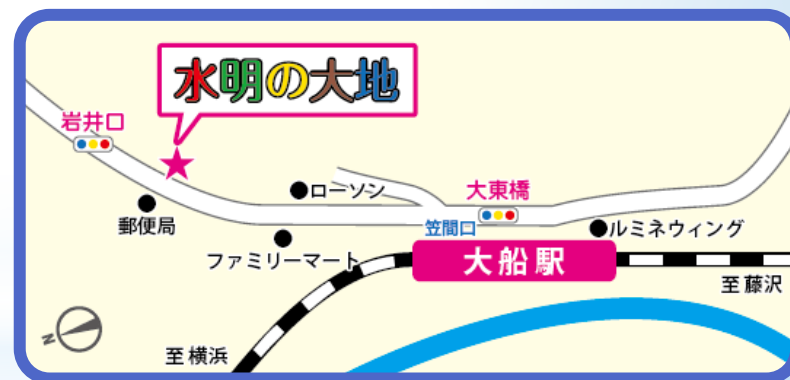 水明の大地
岩井口
ローソン
大東橋
郵便局
笠間口
ルミネウィング
ファミリーマート
大船駅
至藤沢
N
至横浜